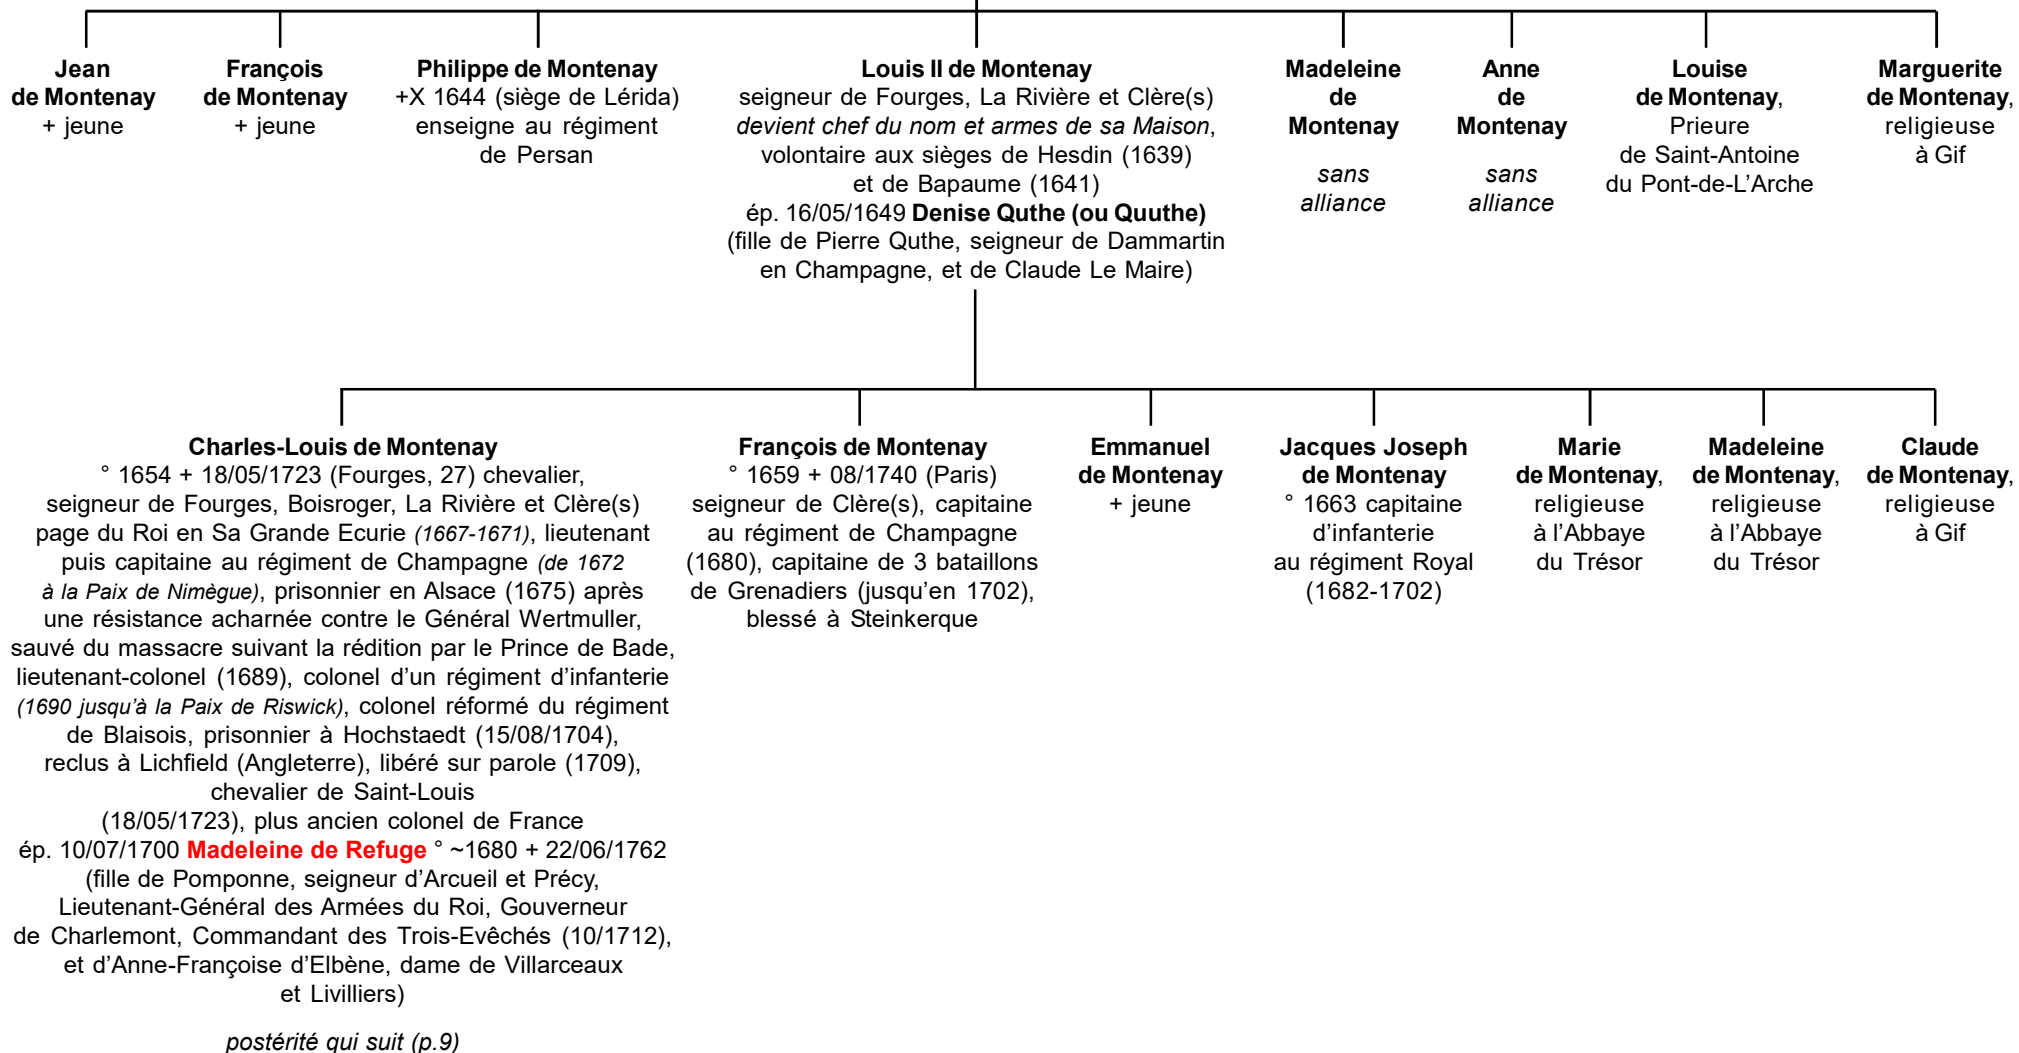 Jean
de Montenay
+ jeune
François
de Montenay
+ jeune
Philippe de Montenay
+X 1644 (siège de Lérida)
enseigne au régiment
de Persan
Louis II de Montenay
seigneur de Fourges, La Rivière et Clère(s)
devient chef du nom et armes de sa Maison,
volontaire aux sièges de Hesdin (1639)
et de Bapaume (1641)
ép. 16/05/1649 Denise Quthe (ou Quuthe)
(fille de Pierre Quthe, seigneur de Dammartin
en Champagne, et de Claude Le Maire)
Madeleine
de
Montenay
sans
alliance
Anne
de
Montenay
sans
alliance
Louise
de Montenay,
Prieure
de Saint-Antoine
du Pont-de-L'Arche
Marguerite
de Montenay,
religieuse
à Gif
Charles-Louis de Montenay
° 1654 + 18/05/1723 (Fourges, 27) chevalier,
seigneur de Fourges, Boisroger, La Rivière et Clère(s)
page du Roi en Sa Grande Ecurie (1667-1671), lieutenant
puis capitaine au régiment de Champagne (de 1672
à la Paix de Nimègue), prisonnier en Alsace (1675) après
une résistance acharnée contre le Général Wertmuller,
sauvé du massacre suivant la rédition par le Prince de Bade,
lieutenant-colonel (1689), colonel d'un régiment d'infanterie
(1690 jusqu'à la Paix de Riswick), colonel réformé du régiment
de Blaisois, prisonnier à Hochstaedt (15/08/1704),
reclus à Lichfield (Angleterre), libéré sur parole (1709),
chevalier de Saint-Louis
(18/05/1723), plus ancien colonel de France
ép. 10/07/1700 Madeleine de Refuge ° ~1680 + 22/06/1762
(fille de Pomponne, seigneur d'Arcueil et Précy,
Lieutenant-Général des Armées du Roi, Gouverneur
de Charlemont, Commandant des Trois-Evêchés (10/1712),
et d'Anne-Françoise d'Elbène, dame de Villarceaux
et Livilliers)
postérité qui suit (p.9)
François de Montenay
° 1659 + 08/1740 (Paris)
seigneur de Clère(s), capitaine
au régiment de Champagne
(1680), capitaine de 3 bataillons
de Grenadiers (jusqu'en 1702),
blessé à Steinkerque
Emmanuel
de Montenay
+ jeune
Jacques Joseph
de Montenay
° 1663 capitaine
d'infanterie
au régiment Royal
(1682-1702)
Marie
de Montenay,
religieuse
à l'Abbaye
du Trésor
Madeleine
de Montenay,
religieuse
à l'Abbaye
du Trésor
Claude
de Montenay,
religieuse
à Gif